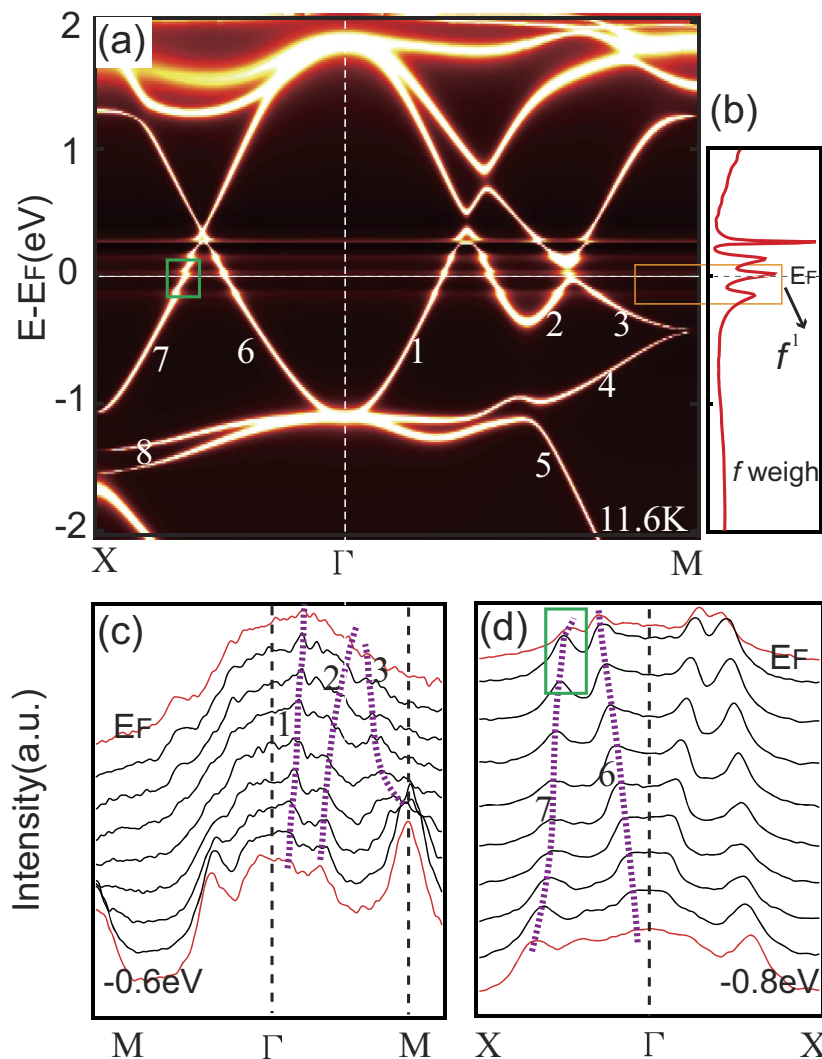 (a)
2
1
0
-1
-2
E-EF(eV)
7
6
1
2
3
4
5
8
11.6K
X
Γ
M
(b)
EF
f1
f weigh
(c)
EF
1
2
3
-0.6eV
M
Γ
M
Intensity(a.u.)
(d)
EF
7
6
-0.8eV
X
Γ
X